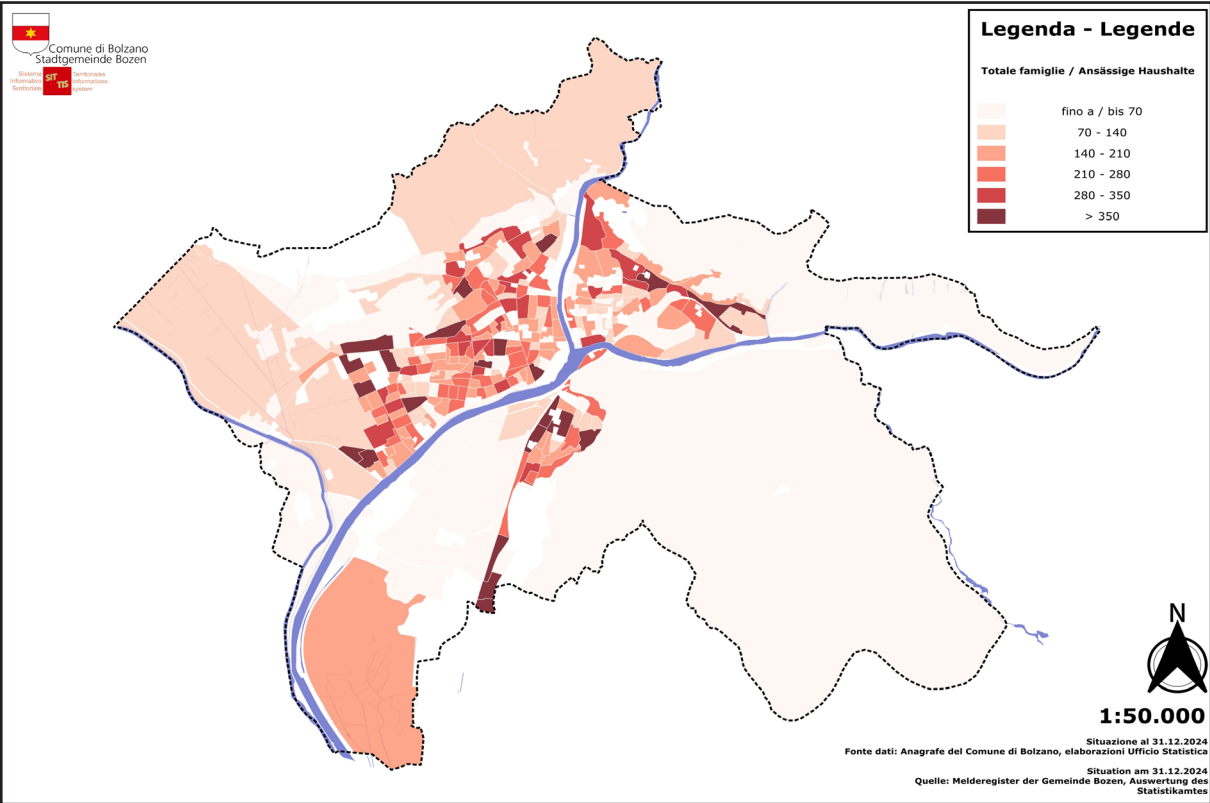 Comune di Bolzano
Stadtgemeinde Bozen
Sistema
Informativo
Territoriale
SIT
TIS
Territoriales
Informations-
system
Legenda - Legende
Totale famiglie / Ansässige Haushalte
fino a / bis 70
70 - 140
140 - 210
210 - 280
280 - 350
> 350
N
1:50.000
Situazione al 31.12.2024
Fonte dati: Anagrafe del Comune di Bolzano, elaborazioni Ufficio Statistica
Situation am 31.12.2024
Quelle: Melderegister der Gemeinde Bozen, Auswertung des
Statistikamtes